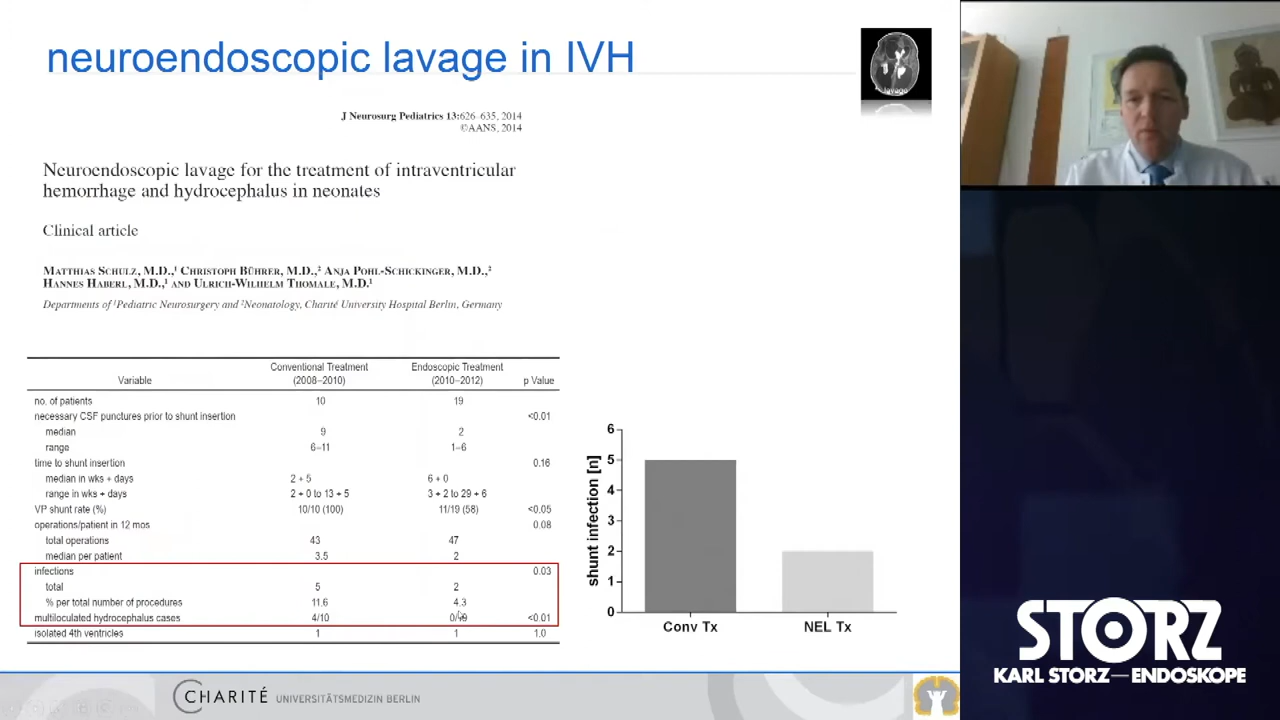 neuroendoscopic lavage in IVH
lavage
J Neurosurg Pediatrics 13:626–635, 2014
©AANS, 2014
Neuroendoscopic lavage for the treatment of intraventricular
hemorrhage and hydrocephalus in neonates
Clinical article
Matthias Schulz, M.D.,¹ Christoph Bührer, M.D.,² Anja Pohl-Schickinger, M.D.,²
Hannes Haberl, M.D.,¹ and Ulrich-Wilhelm Thomale, M.D.¹
Departments of ¹Pediatric Neurosurgery and ²Neonatology, Charité University Hospital Berlin, Germany
Conventional Treatment Endoscopic Treatment
Variable (2008–2010) (2010–2012) p Value
no. of patients 10 19
necessary CSF punctures prior to shunt insertion <0.01
median 9 2
range 6–11 1–6
time to shunt insertion 0.16
median in wks + days 2 + 5 6 + 0
range in wks + days 2 + 0 to 13 + 5 3 + 2 to 29 + 6
VP shunt rate (%) 10/10 (100) 11/19 (58) <0.05
operations/patient in 12 mos 0.08
total operations 43 47
median per patient 3.5 2
infections 0.03
total 5 2
% per total number of procedures 11.6 4.3
multiloculated hydrocephalus cases 4/10 0/19 <0.01
isolated 4th ventricles 1 1 1.0
shunt infection [n]
6
5
4
3
2
1
0
Conv Tx NEL Tx
CHARITÉ UNIVERSITÄTSMEDIZIN BERLIN
STORZ
KARL STORZ—ENDOSKOPE